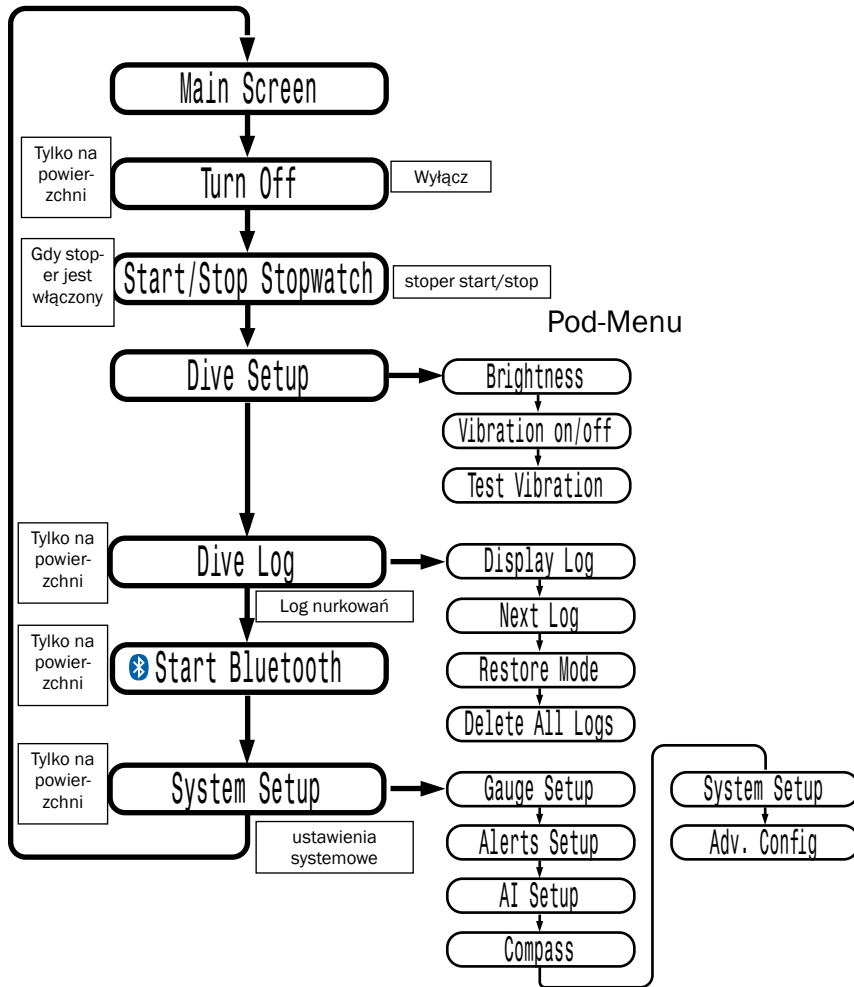 Main Screen
Tylko na
powier-
zchni
Turn Off
Wyłącz
Gdy stop-
er jest
włączony
Start/Stop Stopwatch
stoper start/stop
Pod-Menu
Dive Setup
Brightness
Vibration on/off
Test Vibration
Tylko na
powier-
zchni
Dive Log
Log nurkowań
Display Log
Next Log
Restore Mode
Delete All Logs
Tylko na
powier-
zchni
Start Bluetooth
Tylko na
powier-
zchni
System Setup
ustawienia
systemowe
Gauge Setup
Alerts Setup
AI Setup
Compass
System Setup
Adv. Config